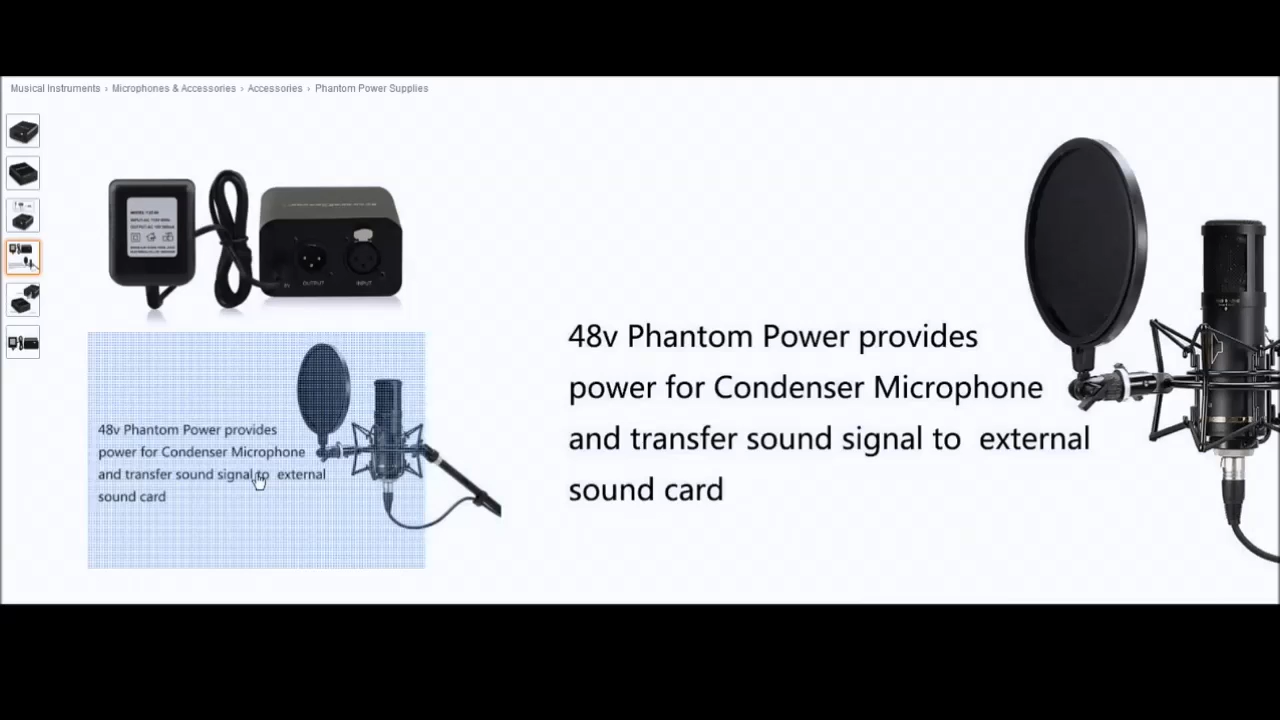 Musical Instruments › Microphones & Accessories › Accessories › Phantom Power Supplies
OUTPUT
INPUT
48v Phantom Power provides
power for Condenser Microphone
and transfer sound signal to external
sound card
48v Phantom Power provides
power for Condenser Microphone
and transfer sound signal to external
sound card